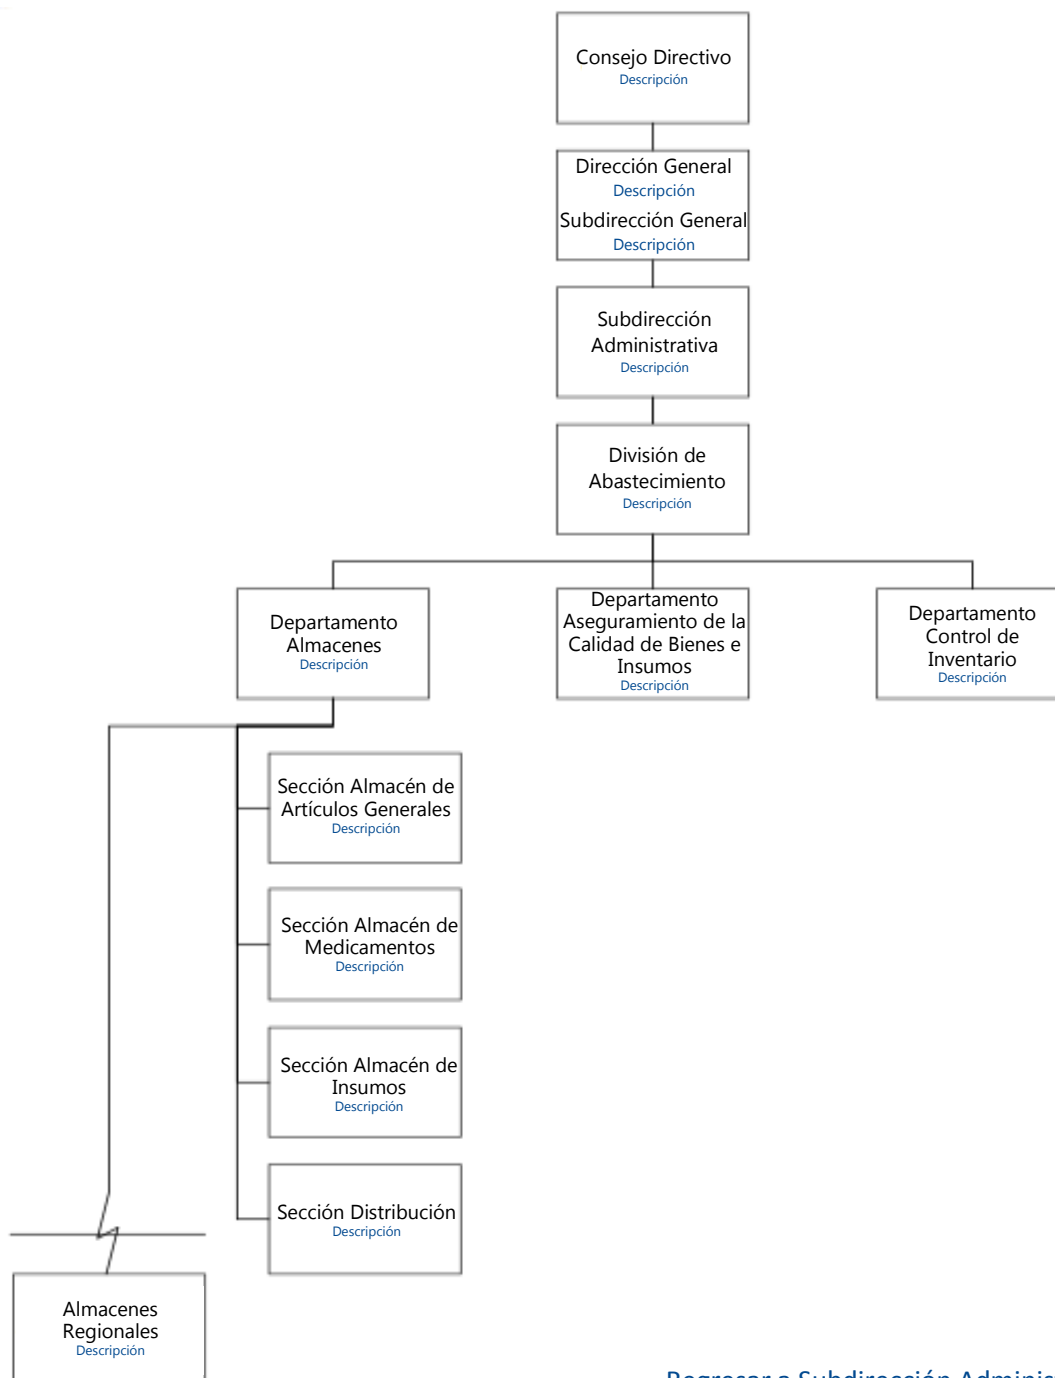 Consejo Directivo
Descripción
Dirección General
Descripción
Subdirección General
Descripción
Subdirección
Administrativa
Descripción
División de
Abastecimiento
Descripción
Departamento
Almacenes
Descripción
Departamento
Aseguramiento de la
Calidad de Bienes e
Insumos
Descripción
Departamento
Control de
Inventario
Descripción
Sección Almacén de
Artículos Generales
Descripción
Sección Almacén de
Medicamentos
Descripción
Sección Almacén de
Insumos
Descripción
Sección Distribución
Descripción
Almacenes
Regionales
Descripción
Regresar a Subdirección